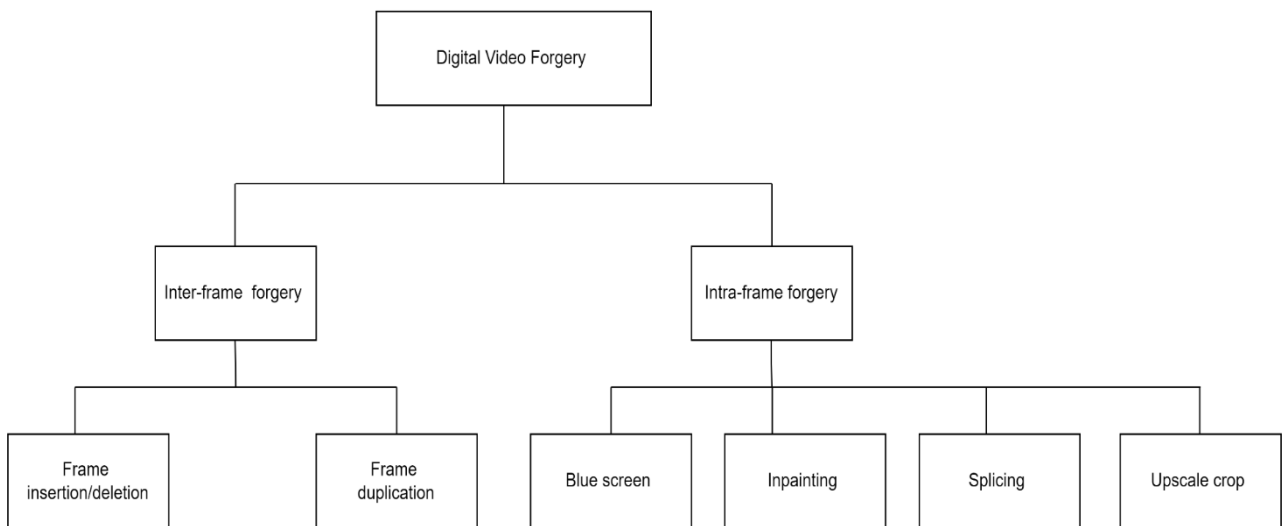 Digital Video Forgery
Inter-frame forgery
Intra-frame forgery
Frame
insertion/deletion
Frame
duplication
Blue screen
Inpainting
Splicing
Upscale crop